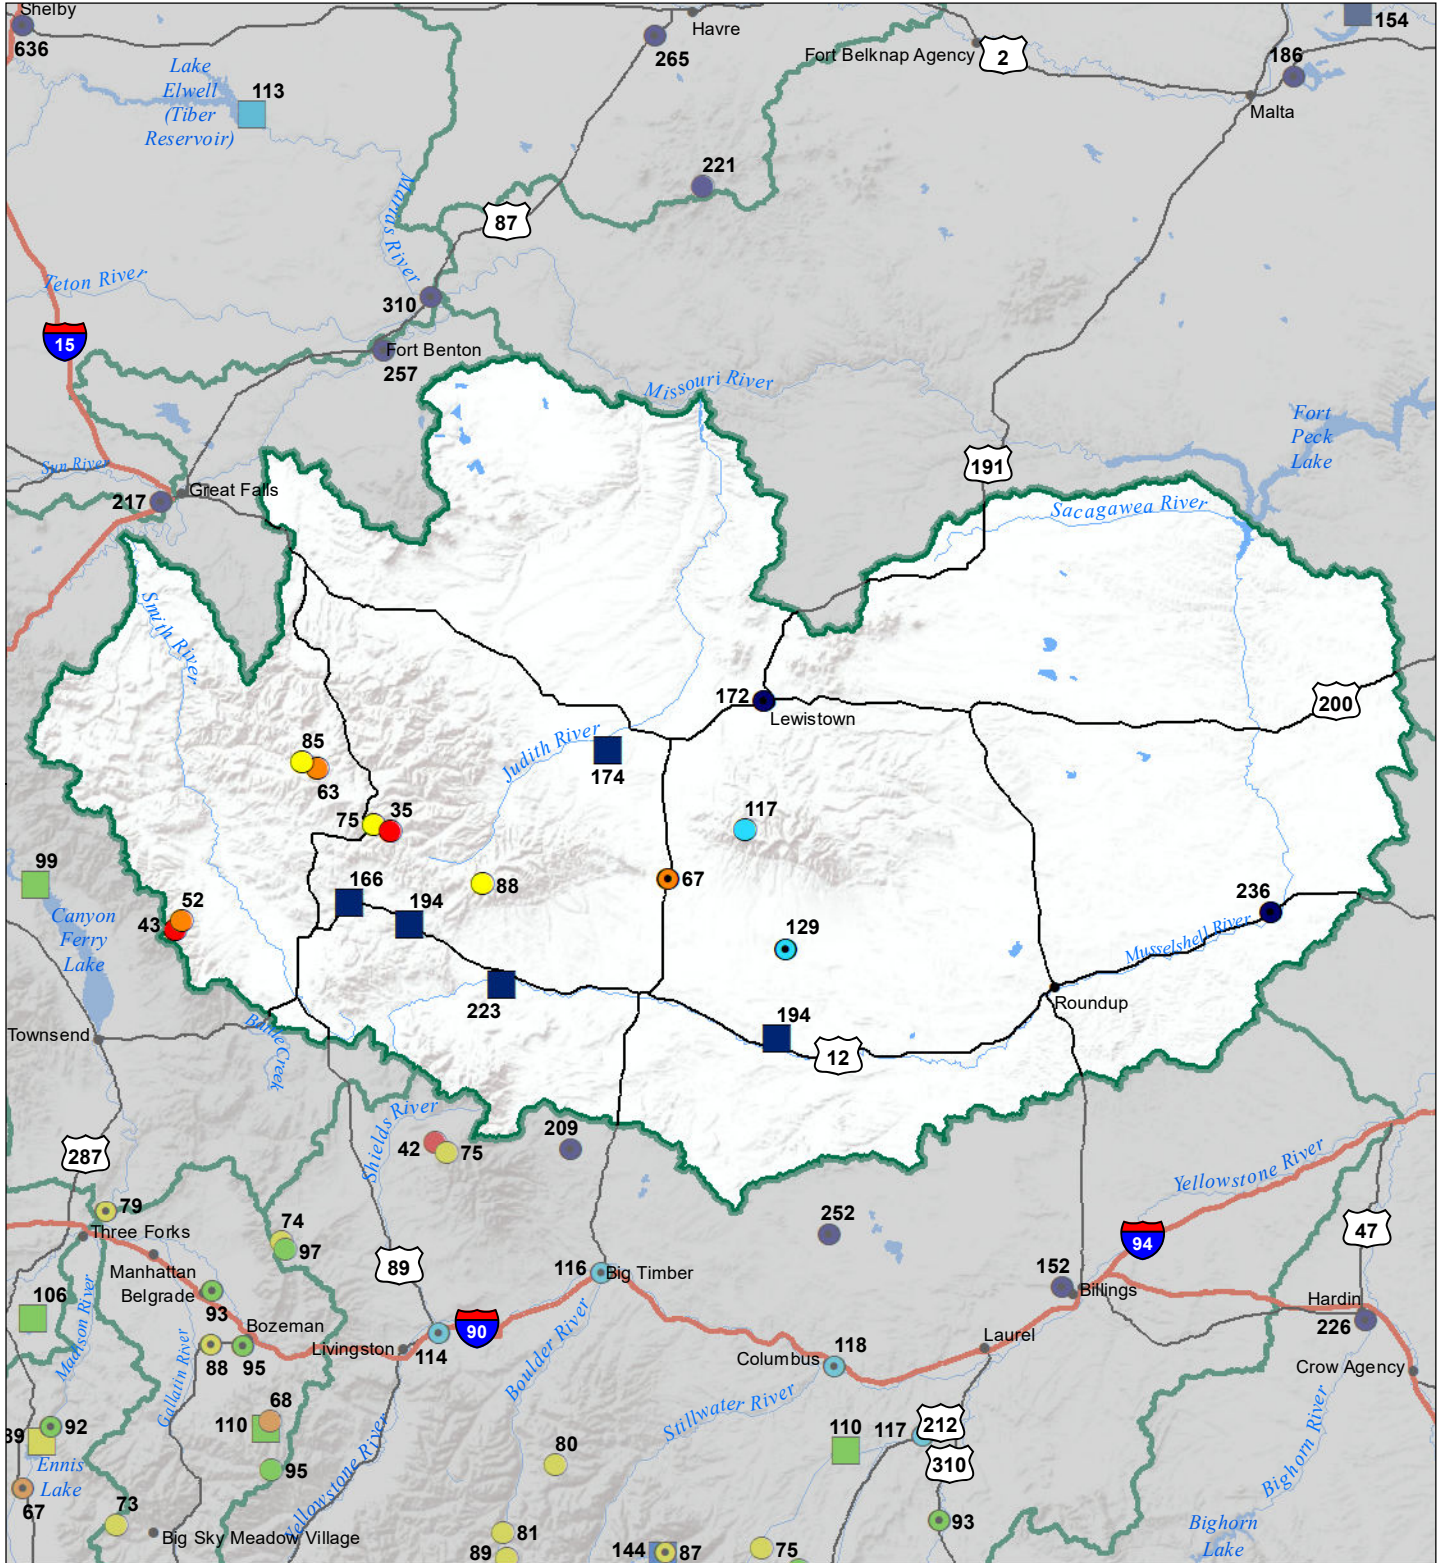 Shelby
636
Havre
265
Fort Belknap Agency
2
154
186
Malta
Lake
Elwell
(Tiber
Reservoir)
113
221
Marias River
87
Teton River
310
15
Fort Benton
257
Missouri River
Fort
Peck
Lake
191
Sun River
Great Falls
217
Sacagawea River
Smith River
172
Lewistown
200
Judith River
174
85
63
75
35
117
99
166
194
88
67
52
43
236
Canyon
Ferry
Lake
129
Musselshell River
223
Roundup
194
12
Townsend
Battle Creek
Shields River
42
75
209
287
Yellowstone River
79
Three Forks
74
97
252
94
47
Manhattan
Belgrade
93
89
116
Big Timber
152
Billings
Hardin
226
106
Madison River
Bozeman
90
Livingston
114
88
95
Gallatin River
Boulder River
Columbus
118
Laurel
Crow Agency
68
110
Stillwater River
92
39
Ennis
Lake
95
80
110
117
212
310
Bighorn River
67
73
Big Sky Meadow Village
Yellowstone River
81
89
144
87
75
93
Bighorn
Lake